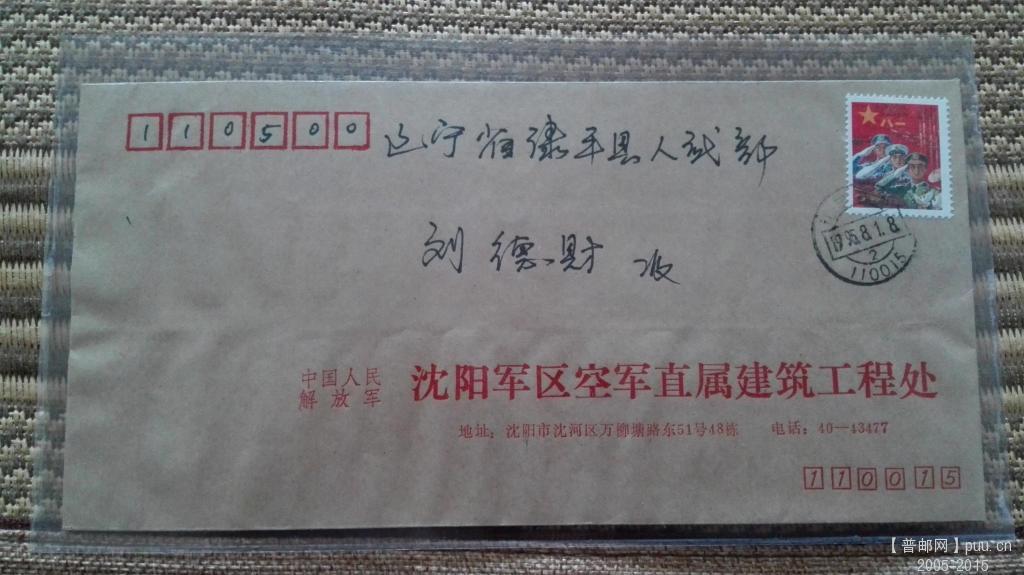 110500
辽宁省康平县人武部
刘德财 收
八一
1995.8.1.8
2
110015
中国人民
解放军
沈阳军区空军直属建筑工程处
地址：沈阳市沈河区万柳塘路东51号48栋 电话：40—43477
110015
【普邮网】puu.cn
2005-2015